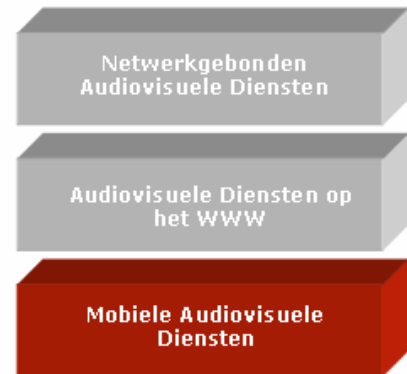 Netwerkgebonden
Audiovisuele Diensten
Audiovisuele Diensten op
het WWW
Mobiele Audiovisuele
Diensten